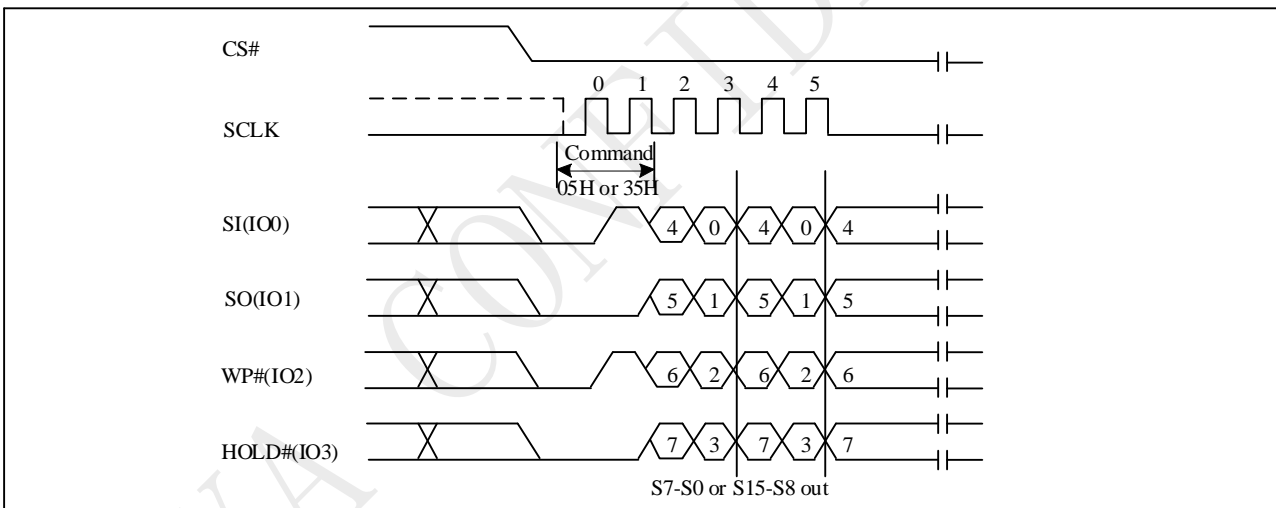 CS#
0 1 2 3 4 5
SCLK
Command
05H or 35H
SI(IO0) 4 0 4 0 4
SO(IO1) 5 1 5 1 5
WP#(IO2) 6 2 6 2 6
HOLD#(IO3) 7 3 7 3 7
S7-S0 or S15-S8 out